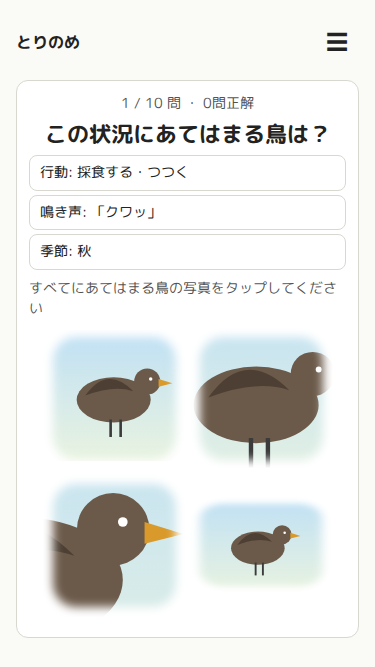 とりのめ
1 / 10 問 ・ 0問正解
この状況にあてはまる鳥は？
行動: 採食する・つつく
鳴き声: 「クワッ」
季節: 秋
すべてにあてはまる鳥の写真をタップしてくださ
い